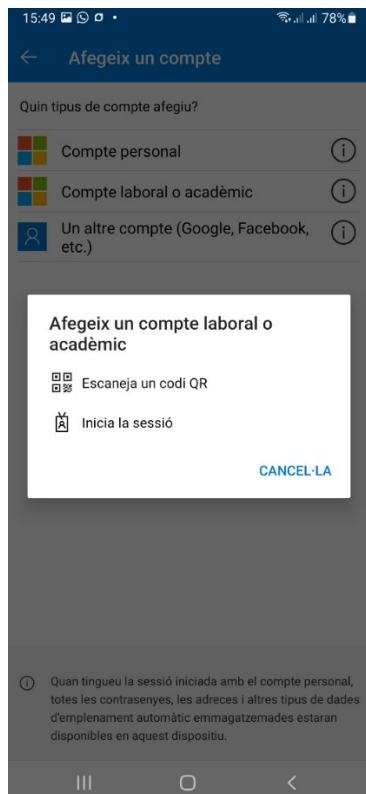 15:49 78%
Afegeix un compte
Quin tipus de compte afegiu?
Compte personal
Compte laboral o acadèmic
Un altre compte (Google, Facebook,
etc.)
Afegeix un compte laboral o
acadèmic
Escaneja un codi QR
Inicia la sessió
CANCEL·LA
Quan tingueu la sessió iniciada amb el compte personal,
totes les contrasenyes, les adreces i altres tipus de dades
d'emplenament automàtic emmagatzemades estaran
disponibles en aquest dispositiu.